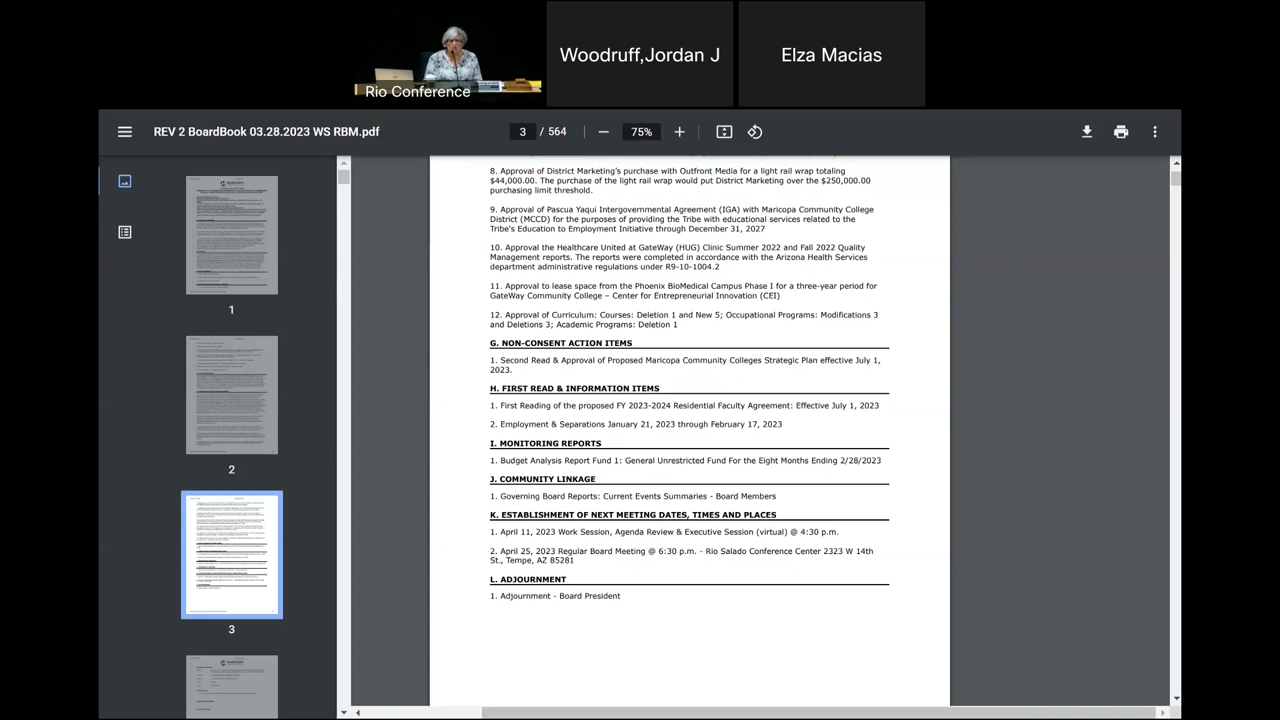 Rio Conference
Woodruff,Jordan J
Elza Macias
REV 2 BoardBook 03.28.2023 WS RBM.pdf
3 / 564
75%
8. Approval of District Marketing's purchase with Outfront Media for a light rail wrap totaling
$44,000.00. The purchase of the light rail wrap would put District Marketing over the $250,000.00
purchasing limit threshold.
9. Approval of Pascua Yaqui Intergovernmental Agreement (IGA) with Maricopa Community College
District (MCCD) for the purposes of providing the Tribe with educational services related to the
Tribe's Education to Employment Initiative through December 31, 2027
10. Approval the Healthcare United at GateWay (HUG) Clinic Summer 2022 and Fall 2022 Quality
Management reports. The reports were completed in accordance with the Arizona Health Services
department administrative regulations under R9-10-1004.2
11. Approval to lease space from the Phoenix BioMedical Campus Phase I for a three-year period for
GateWay Community College – Center for Entrepreneurial Innovation (CEI)
12. Approval of Curriculum: Courses: Deletion 1 and New 5; Occupational Programs: Modifications 3
and Deletions 3; Academic Programs: Deletion 1
G. NON-CONSENT ACTION ITEMS
1. Second Read & Approval of Proposed Maricopa Community Colleges Strategic Plan effective July 1,
2023.
H. FIRST READ & INFORMATION ITEMS
1. First Reading of the proposed FY 2023-2024 Residential Faculty Agreement: Effective July 1, 2023
2. Employment & Separations January 21, 2023 through February 17, 2023
I. MONITORING REPORTS
1. Budget Analysis Report Fund 1: General Unrestricted Fund For the Eight Months Ending 2/28/2023
J. COMMUNITY LINKAGE
1. Governing Board Reports: Current Events Summaries - Board Members
K. ESTABLISHMENT OF NEXT MEETING DATES, TIMES AND PLACES
1. April 11, 2023 Work Session, Agenda Review & Executive Session (virtual) @ 4:30 p.m.
2. April 25, 2023 Regular Board Meeting @ 6:30 p.m. - Rio Salado Conference Center 2323 W 14th
St., Tempe, AZ 85281
L. ADJOURNMENT
1. Adjournment - Board President
1
2
3